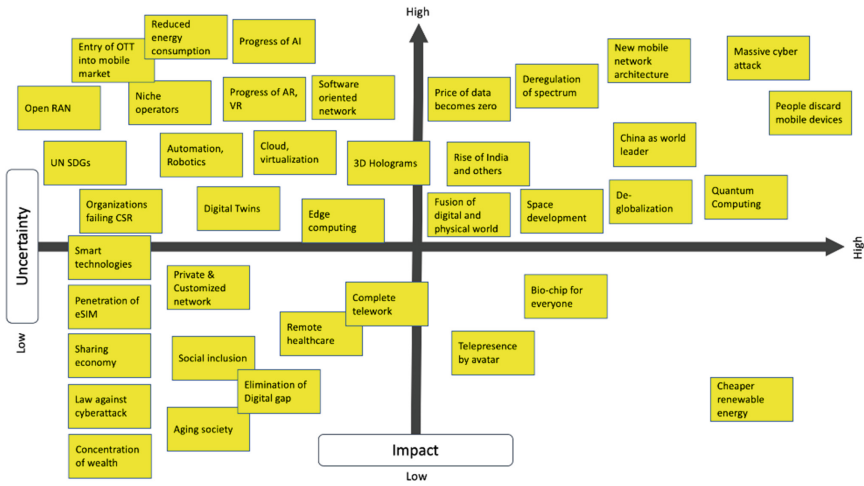 High
Reduced
energy
consumption
Progress of AI
Entry of OTT
into mobile
market
New mobile
network
architecture
Massive cyber
attack
Open RAN
Niche
operators
Progress of AR,
VR
Software
oriented
network
Price of data
becomes zero
Deregulation
of spectrum
People discard
mobile devices
UN SDGs
Automation,
Robotics
Cloud,
virtualization
3D Holograms
Rise of India
and others
China as world
leader
Organizations
failing CSR
Digital Twins
Edge
computing
Fusion of
digital and
physical world
Space
development
De-
globalization
Quantum
Computing
Uncertainty
Low
High
Smart
technologies
Private &
Customized
network
Penetration of
eSIM
Complete
telework
Bio-chip for
everyone
Remote
healthcare
Sharing
economy
Social inclusion
Telepresence
by avatar
Elimination of
Digital gap
Law against
cyberattack
Cheaper
renewable
energy
Aging society
Concentration
of wealth
Impact
Low